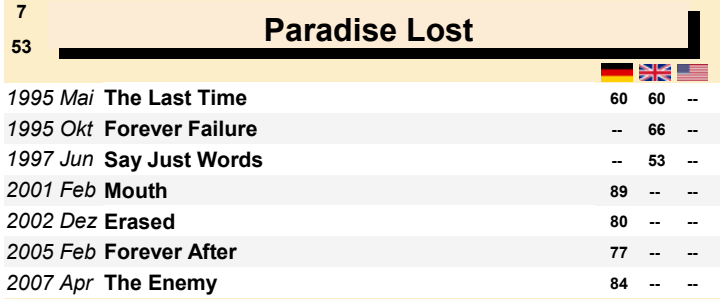 7
53
Paradise Lost
1995 Mai The Last Time 60 60 --
1995 Okt Forever Failure -- 66 --
1997 Jun Say Just Words -- 53 --
2001 Feb Mouth 89 -- --
2002 Dez Erased 80 -- --
2005 Feb Forever After 77 -- --
2007 Apr The Enemy 84 -- --